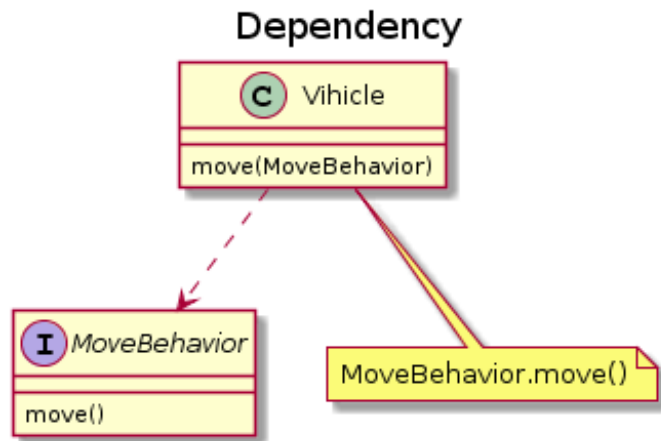 Dependency
C Vihicle
move(MoveBehavior)
I MoveBehavior
move()
MoveBehavior.move()